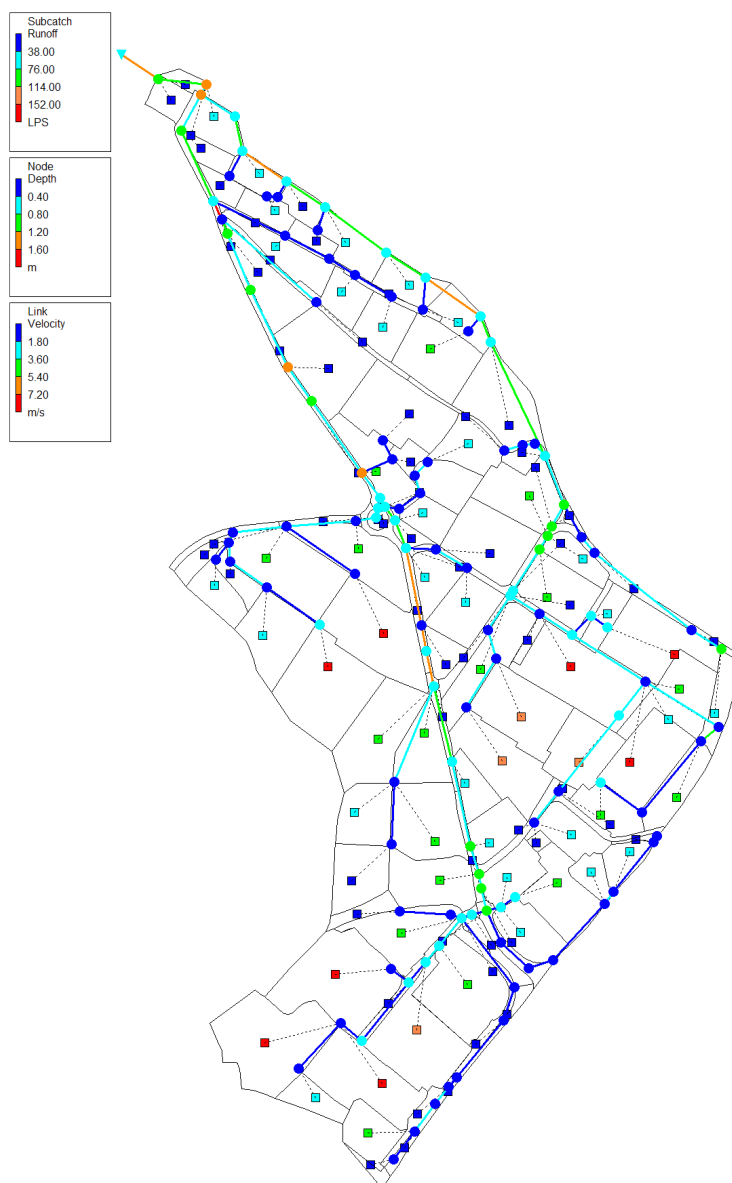 Subcatch
Runoff
38.00
76.00
114.00
152.00
LPS
Node
Depth
0.40
0.80
1.20
1.60
m
Link
Velocity
1.80
3.60
5.40
7.20
m/s